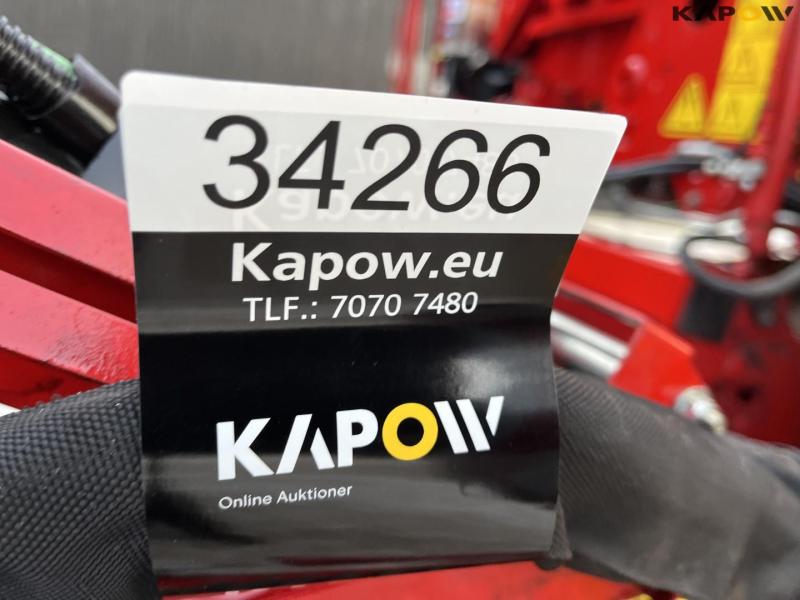 KAPOW
34266
Kapow.eu
TLF.: 7070 7480
KAPOW
Online Auktioner